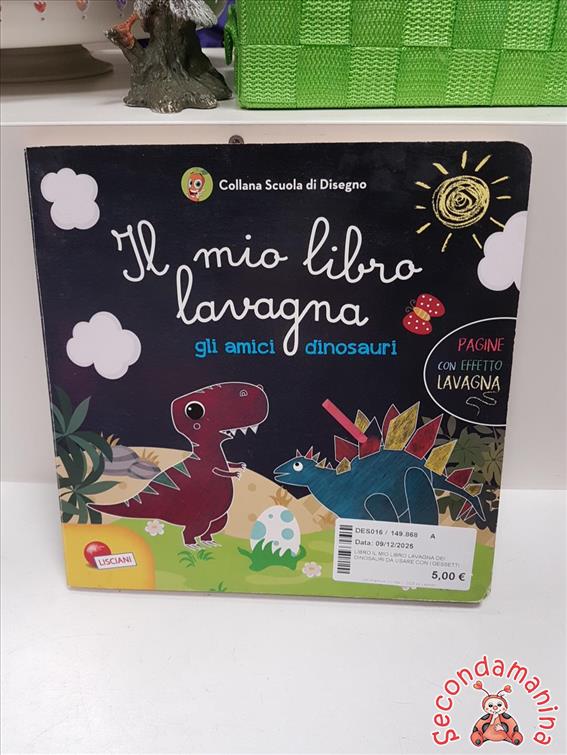 Collana Scuola di Disegno
Il mio libro
lavagna
gli amici dinosauri
PAGINE
CON EFFETTO
LAVAGNA
LISCIANI
DES016 / 149.868 A
Data: 09/12/2025
LIBRO IL MIO LIBRO LAVAGNA DEI
DINOSAURI DA USARE CON I GESSETTI
5,00 €
Secondamanina